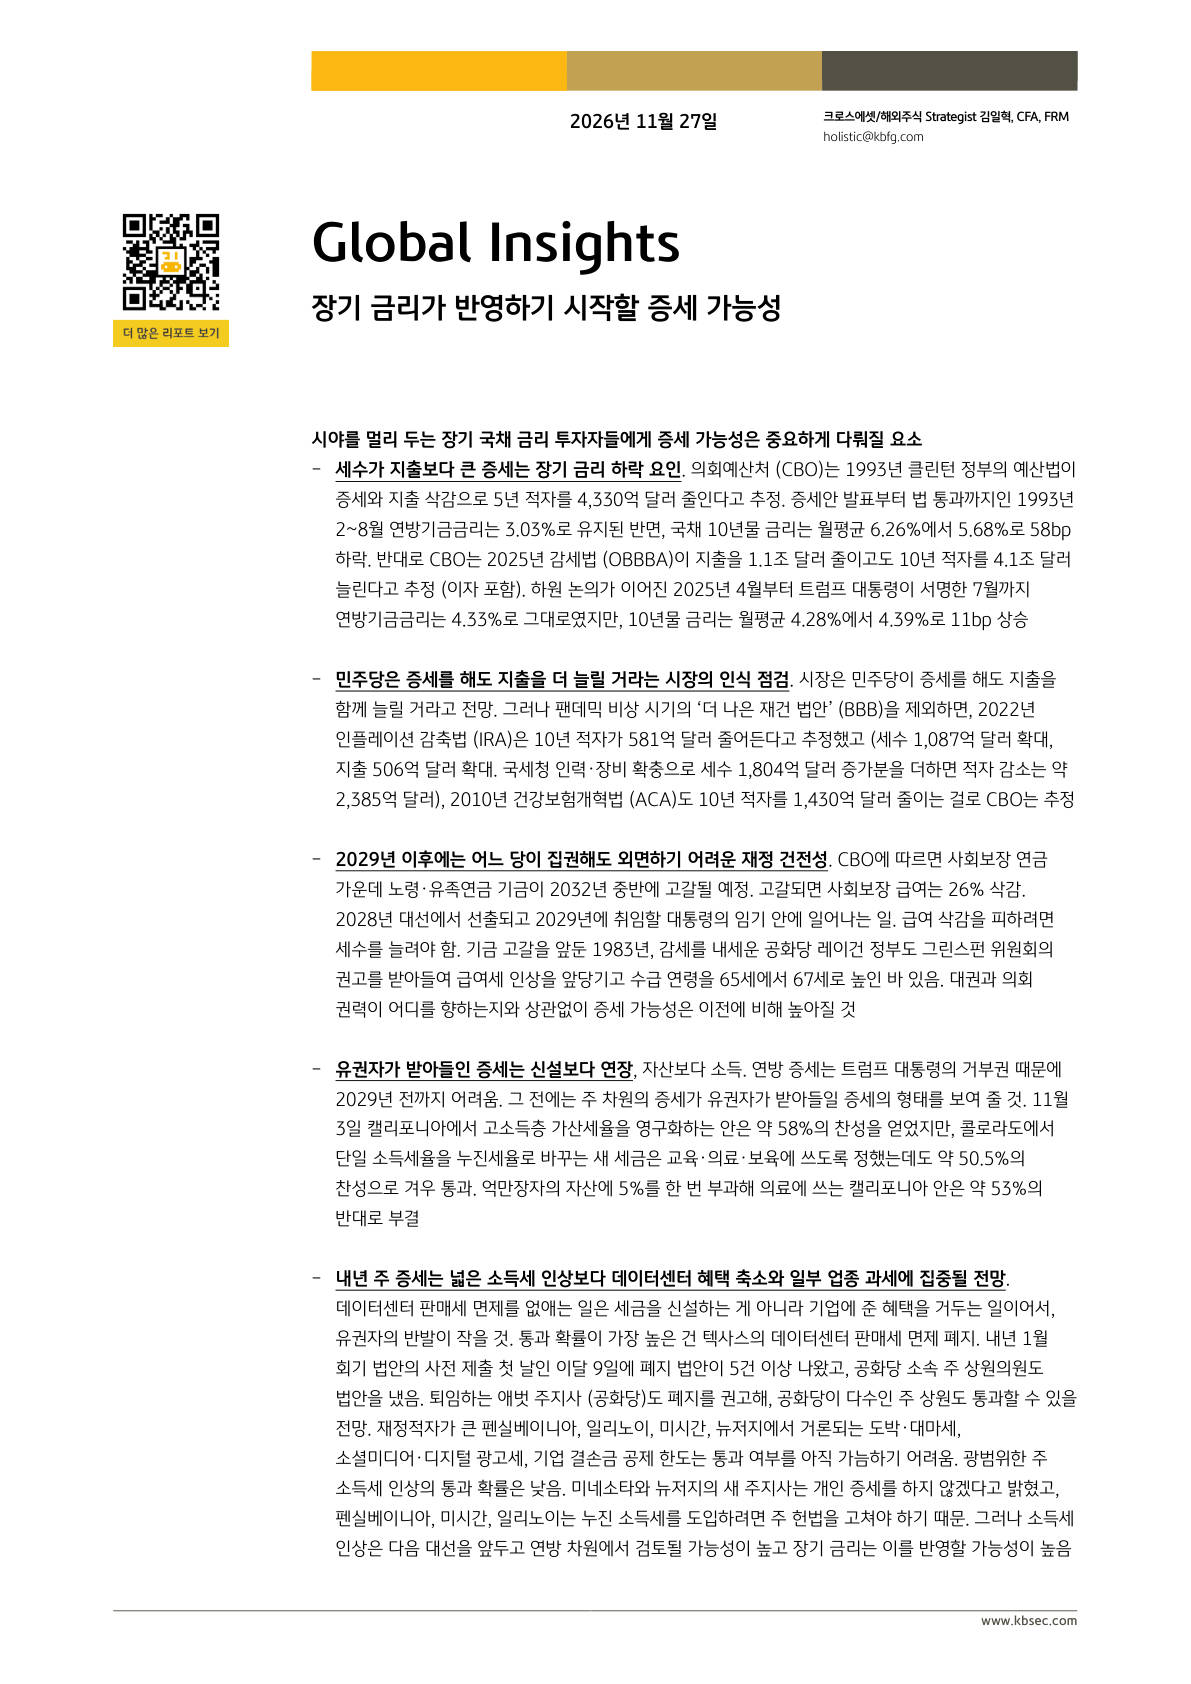 2026년 11월 27일
크로스에셋/해외주식 Strategist 김일혁, CFA, FRM
holistic@kbfg.com
더 많은 리포트 보기
Global Insights
장기 금리가 반영하기 시작할 증세 가능성
시야를 멀리 두는 장기 국채 금리 투자자들에게 증세 가능성은 중요하게 다뤄질 요소
– 세수가 지출보다 큰 증세는 장기 금리 하락 요인. 의회예산처 (CBO)는 1993년 클린턴 정부의 예산법이
증세와 지출 삭감으로 5년 적자를 4,330억 달러 줄인다고 추정. 증세안 발표부터 법 통과까지인 1993년
2~8월 연방기금금리는 3.03%로 유지된 반면, 국채 10년물 금리는 월평균 6.26%에서 5.68%로 58bp
하락. 반대로 CBO는 2025년 감세법 (OBBBA)이 지출을 1.1조 달러 줄이고도 10년 적자를 4.1조 달러
늘린다고 추정 (이자 포함). 하원 논의가 이어진 2025년 4월부터 트럼프 대통령이 서명한 7월까지
연방기금금리는 4.33%로 그대로였지만, 10년물 금리는 월평균 4.28%에서 4.39%로 11bp 상승
– 민주당은 증세를 해도 지출을 더 늘릴 거라는 시장의 인식 점검. 시장은 민주당이 증세를 해도 지출을
함께 늘릴 거라고 전망. 그러나 팬데믹 비상 시기의 ‘더 나은 재건 법안’ (BBB)을 제외하면, 2022년
인플레이션 감축법 (IRA)은 10년 적자가 581억 달러 줄어든다고 추정했고 (세수 1,087억 달러 확대,
지출 506억 달러 확대. 국세청 인력·장비 확충으로 세수 1,804억 달러 증가분을 더하면 적자 감소는 약
2,385억 달러), 2010년 건강보험개혁법 (ACA)도 10년 적자를 1,430억 달러 줄이는 걸로 CBO는 추정
– 2029년 이후에는 어느 당이 집권해도 외면하기 어려운 재정 건전성. CBO에 따르면 사회보장 연금
가운데 노령·유족연금 기금이 2032년 중반에 고갈될 예정. 고갈되면 사회보장 급여는 26% 삭감.
2028년 대선에서 선출되고 2029년에 취임할 대통령의 임기 안에 일어나는 일. 급여 삭감을 피하려면
세수를 늘려야 함. 기금 고갈을 앞둔 1983년, 감세를 내세운 공화당 레이건 정부도 그린스펀 위원회의
권고를 받아들여 급여세 인상을 앞당기고 수급 연령을 65세에서 67세로 높인 바 있음. 대권과 의회
권력이 어디를 향하는지와 상관없이 증세 가능성은 이전에 비해 높아질 것
– 유권자가 받아들인 증세는 신설보다 연장, 자산보다 소득. 연방 증세는 트럼프 대통령의 거부권 때문에
2029년 전까지 어려움. 그 전에는 주 차원의 증세가 유권자가 받아들일 증세의 형태를 보여 줄 것. 11월
3일 캘리포니아에서 고소득층 가산세율을 영구화하는 안은 약 58%의 찬성을 얻었지만, 콜로라도에서
단일 소득세율을 누진세율로 바꾸는 새 세금은 교육·의료·보육에 쓰도록 정했는데도 약 50.5%의
찬성으로 겨우 통과. 억만장자의 자산에 5%를 한 번 부과해 의료에 쓰는 캘리포니아 안은 약 53%의
반대로 부결
– 내년 주 증세는 넓은 소득세 인상보다 데이터센터 혜택 축소와 일부 업종 과세에 집중될 전망.
데이터센터 판매세 면제를 없애는 일은 세금을 신설하는 게 아니라 기업에 준 혜택을 거두는 일이어서,
유권자의 반발이 작을 것. 통과 확률이 가장 높은 건 텍사스의 데이터센터 판매세 면제 폐지. 내년 1월
회기 법안의 사전 제출 첫 날인 이달 9일에 폐지 법안이 5건 이상 나왔고, 공화당 소속 주 상원의원도
법안을 냈음. 퇴임하는 애벗 주지사 (공화당)도 폐지를 권고해, 공화당이 다수인 주 상원도 통과할 수 있을
전망. 재정적자가 큰 펜실베이니아, 일리노이, 미시간, 뉴저지에서 거론되는 도박·대마세,
소셜미디어·디지털 광고세, 기업 결손금 공제 한도는 통과 여부를 아직 가늠하기 어려움. 광범위한 주
소득세 인상의 통과 확률은 낮음. 미네소타와 뉴저지의 새 주지사는 개인 증세를 하지 않겠다고 밝혔고,
펜실베이니아, 미시간, 일리노이는 누진 소득세를 도입하려면 주 헌법을 고쳐야 하기 때문. 그러나 소득세
인상은 다음 대선을 앞두고 연방 차원에서 검토될 가능성이 높고 장기 금리는 이를 반영할 가능성이 높음
www.kbsec.com